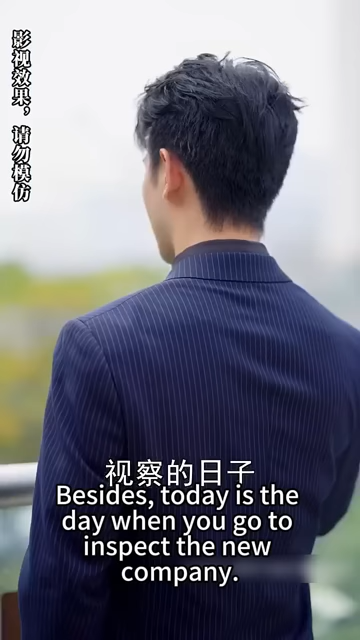 影视效果，请勿模仿
视察的日子
Besides, today is the
day when you go to
inspect the new
company.